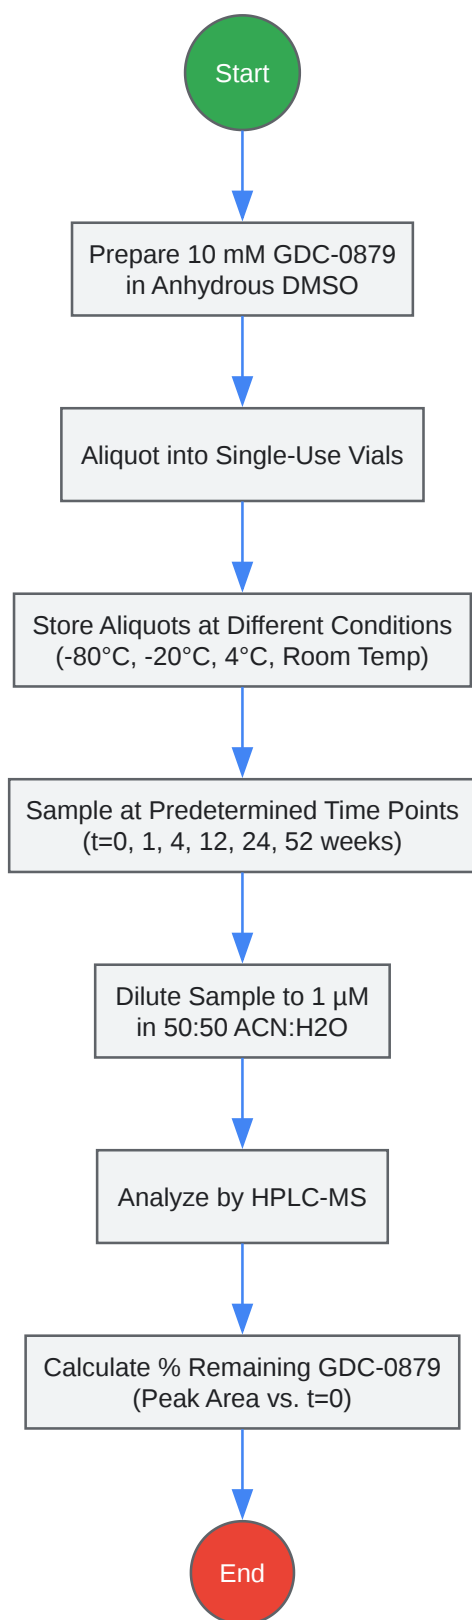 Start
Prepare 10 mM GDC-0879
in Anhydrous DMSO
Aliquot into Single-Use Vials
Store Aliquots at Different Conditions
(-80°C, -20°C, 4°C, Room Temp)
Sample at Predetermined Time Points
(t=0, 1, 4, 12, 24, 52 weeks)
Dilute Sample to 1 µM
in 50:50 ACN:H2O
Analyze by HPLC-MS
Calculate % Remaining GDC-0879
(Peak Area vs. t=0)
End